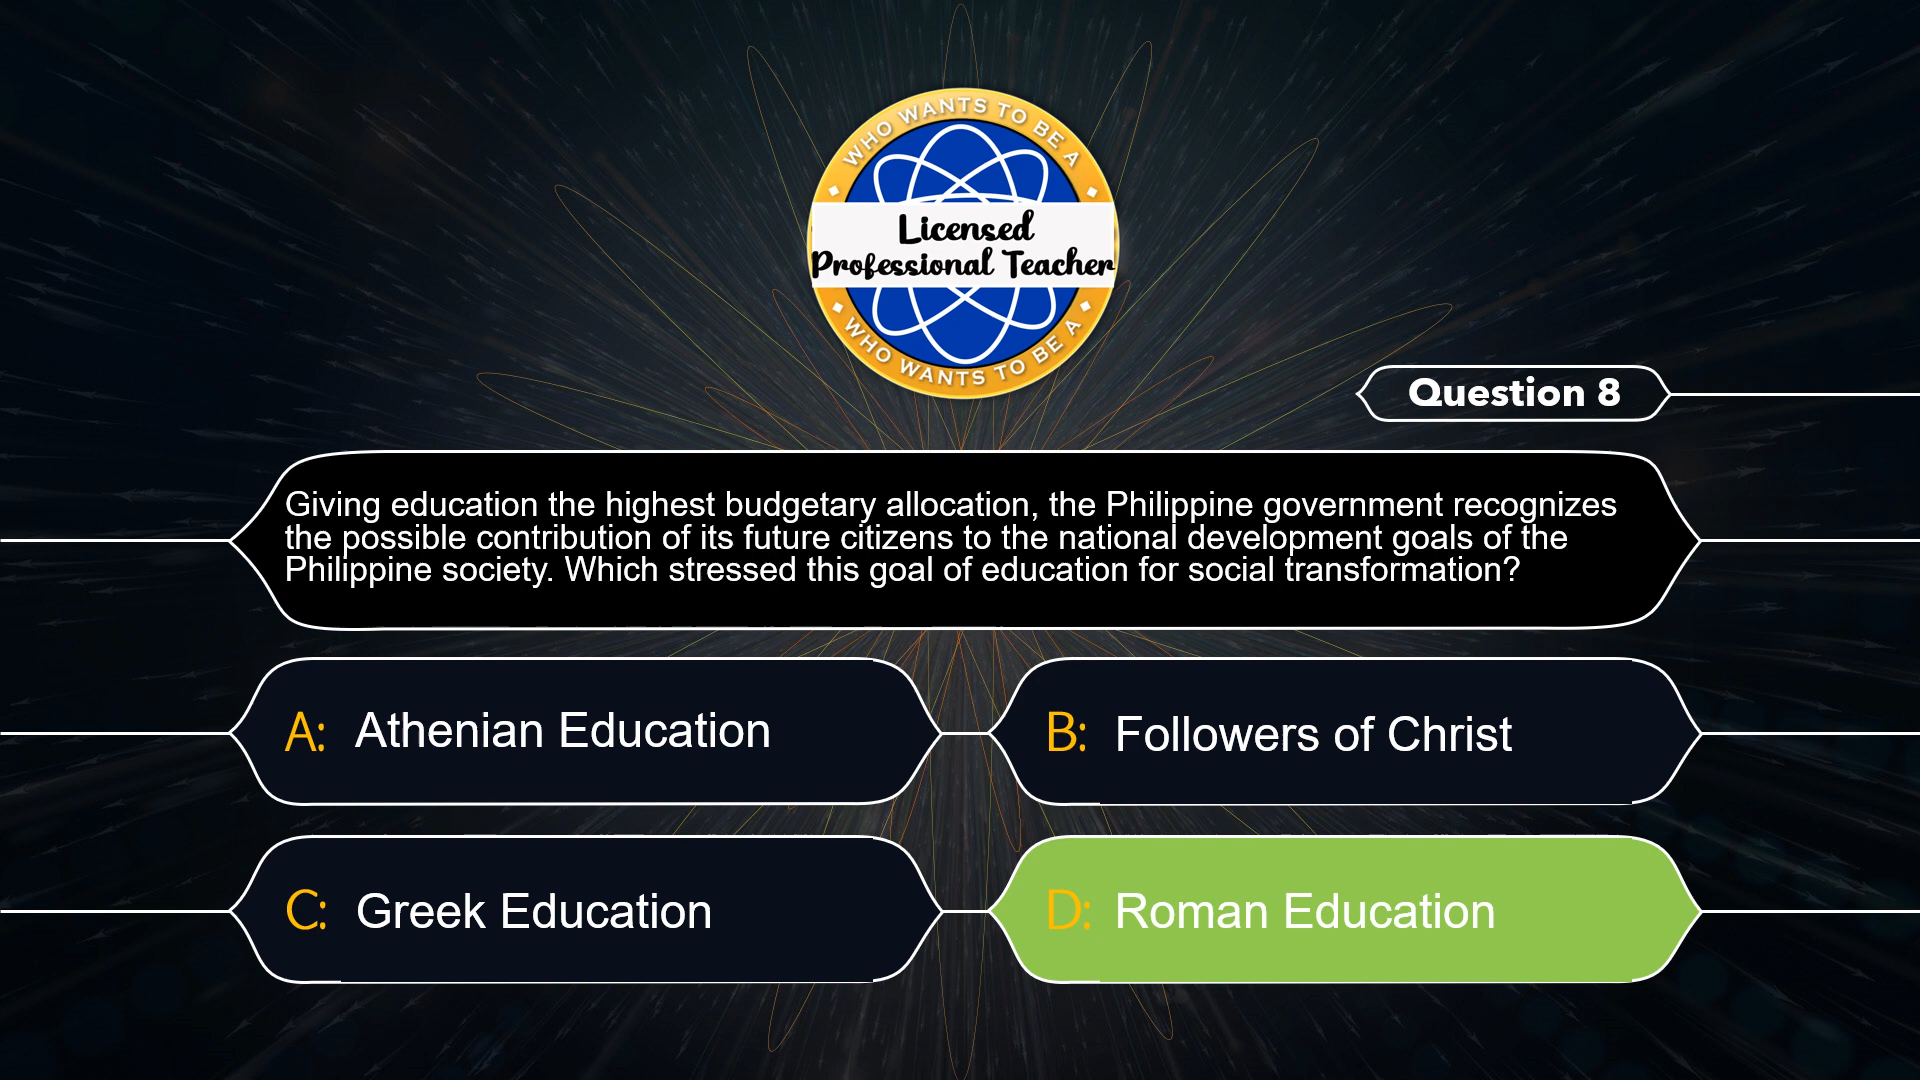 WHO WANTS TO BE A
Licensed
Professional Teacher
WHO WANTS TO BE A
Question 8
Giving education the highest budgetary allocation, the Philippine government recognizes
the possible contribution of its future citizens to the national development goals of the
Philippine society. Which stressed this goal of education for social transformation?
A: Athenian Education
B: Followers of Christ
C: Greek Education
D: Roman Education